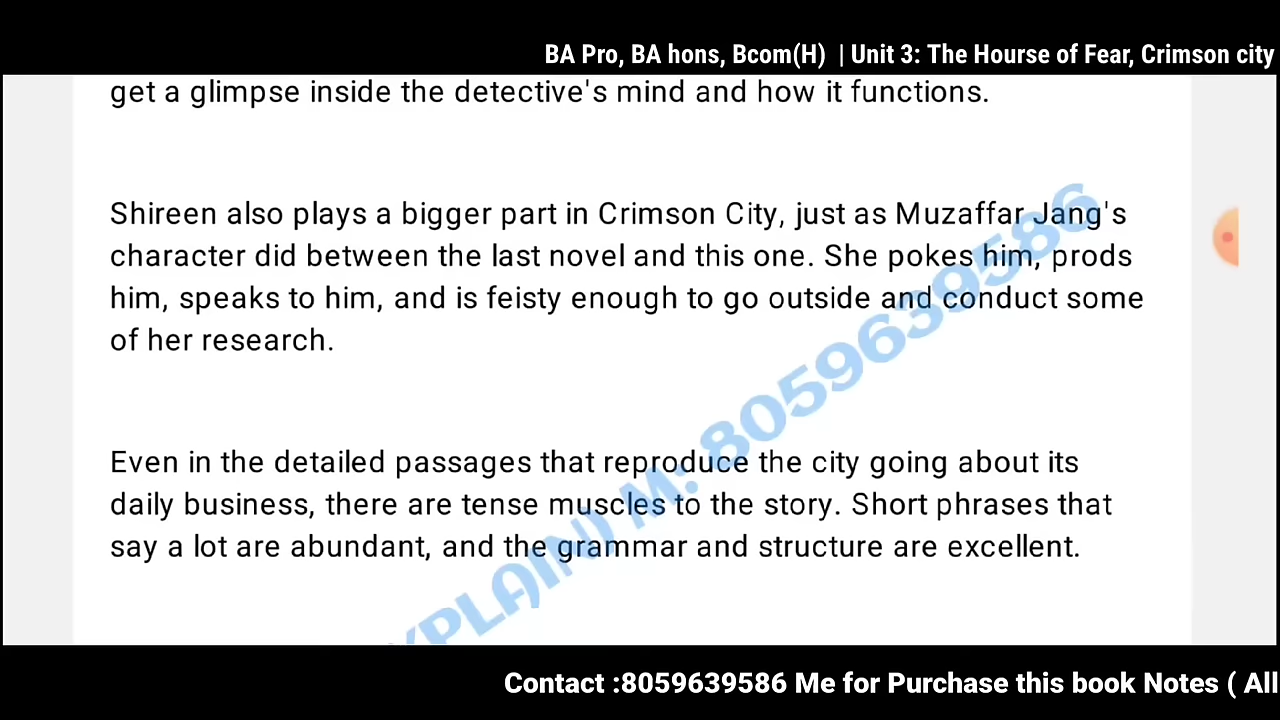 BA Pro, BA hons, Bcom(H) | Unit 3: The Hourse of Fear, Crimson city
get a glimpse inside the detective's mind and how it functions.
Shireen also plays a bigger part in Crimson City, just as Muzaffar Jang's
character did between the last novel and this one. She pokes him, prods
him, speaks to him, and is feisty enough to go outside and conduct some
of her research.
Even in the detailed passages that reproduce the city going about its
daily business, there are tense muscles to the story. Short phrases that
say a lot are abundant, and the grammar and structure are excellent.
XPLAIN) M: 8059639586
Contact :8059639586 Me for Purchase this book Notes ( All